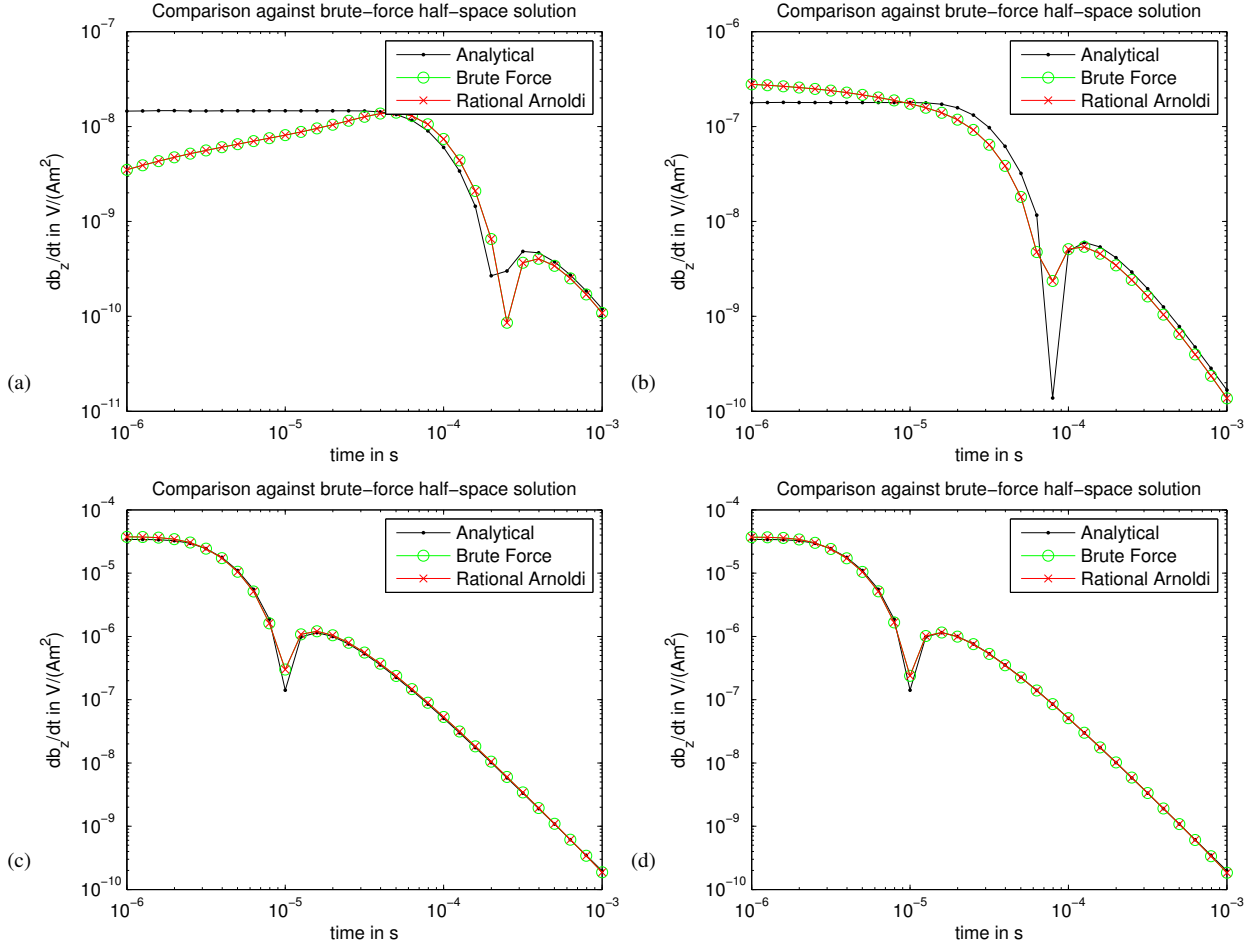 Comparison against brute−force half−space solution
Analytical
Brute Force
Rational Arnoldi
10^−7
10^−8
10^−9
10^−10
10^−11
db_z/dt in V/(Am^2)
10^−6
10^−5
10^−4
10^−3
time in s
(a)
Comparison against brute−force half−space solution
Analytical
Brute Force
Rational Arnoldi
10^−6
10^−7
10^−8
10^−9
10^−10
db_z/dt in V/(Am^2)
10^−6
10^−5
10^−4
10^−3
time in s
(b)
Comparison against brute−force half−space solution
Analytical
Brute Force
Rational Arnoldi
10^−4
10^−5
10^−6
10^−7
10^−8
10^−9
10^−10
db_z/dt in V/(Am^2)
10^−6
10^−5
10^−4
10^−3
time in s
(c)
Comparison against brute−force half−space solution
Analytical
Brute Force
Rational Arnoldi
10^−4
10^−5
10^−6
10^−7
10^−8
10^−9
10^−10
db_z/dt in V/(Am^2)
10^−6
10^−5
10^−4
10^−3
time in s
(d)